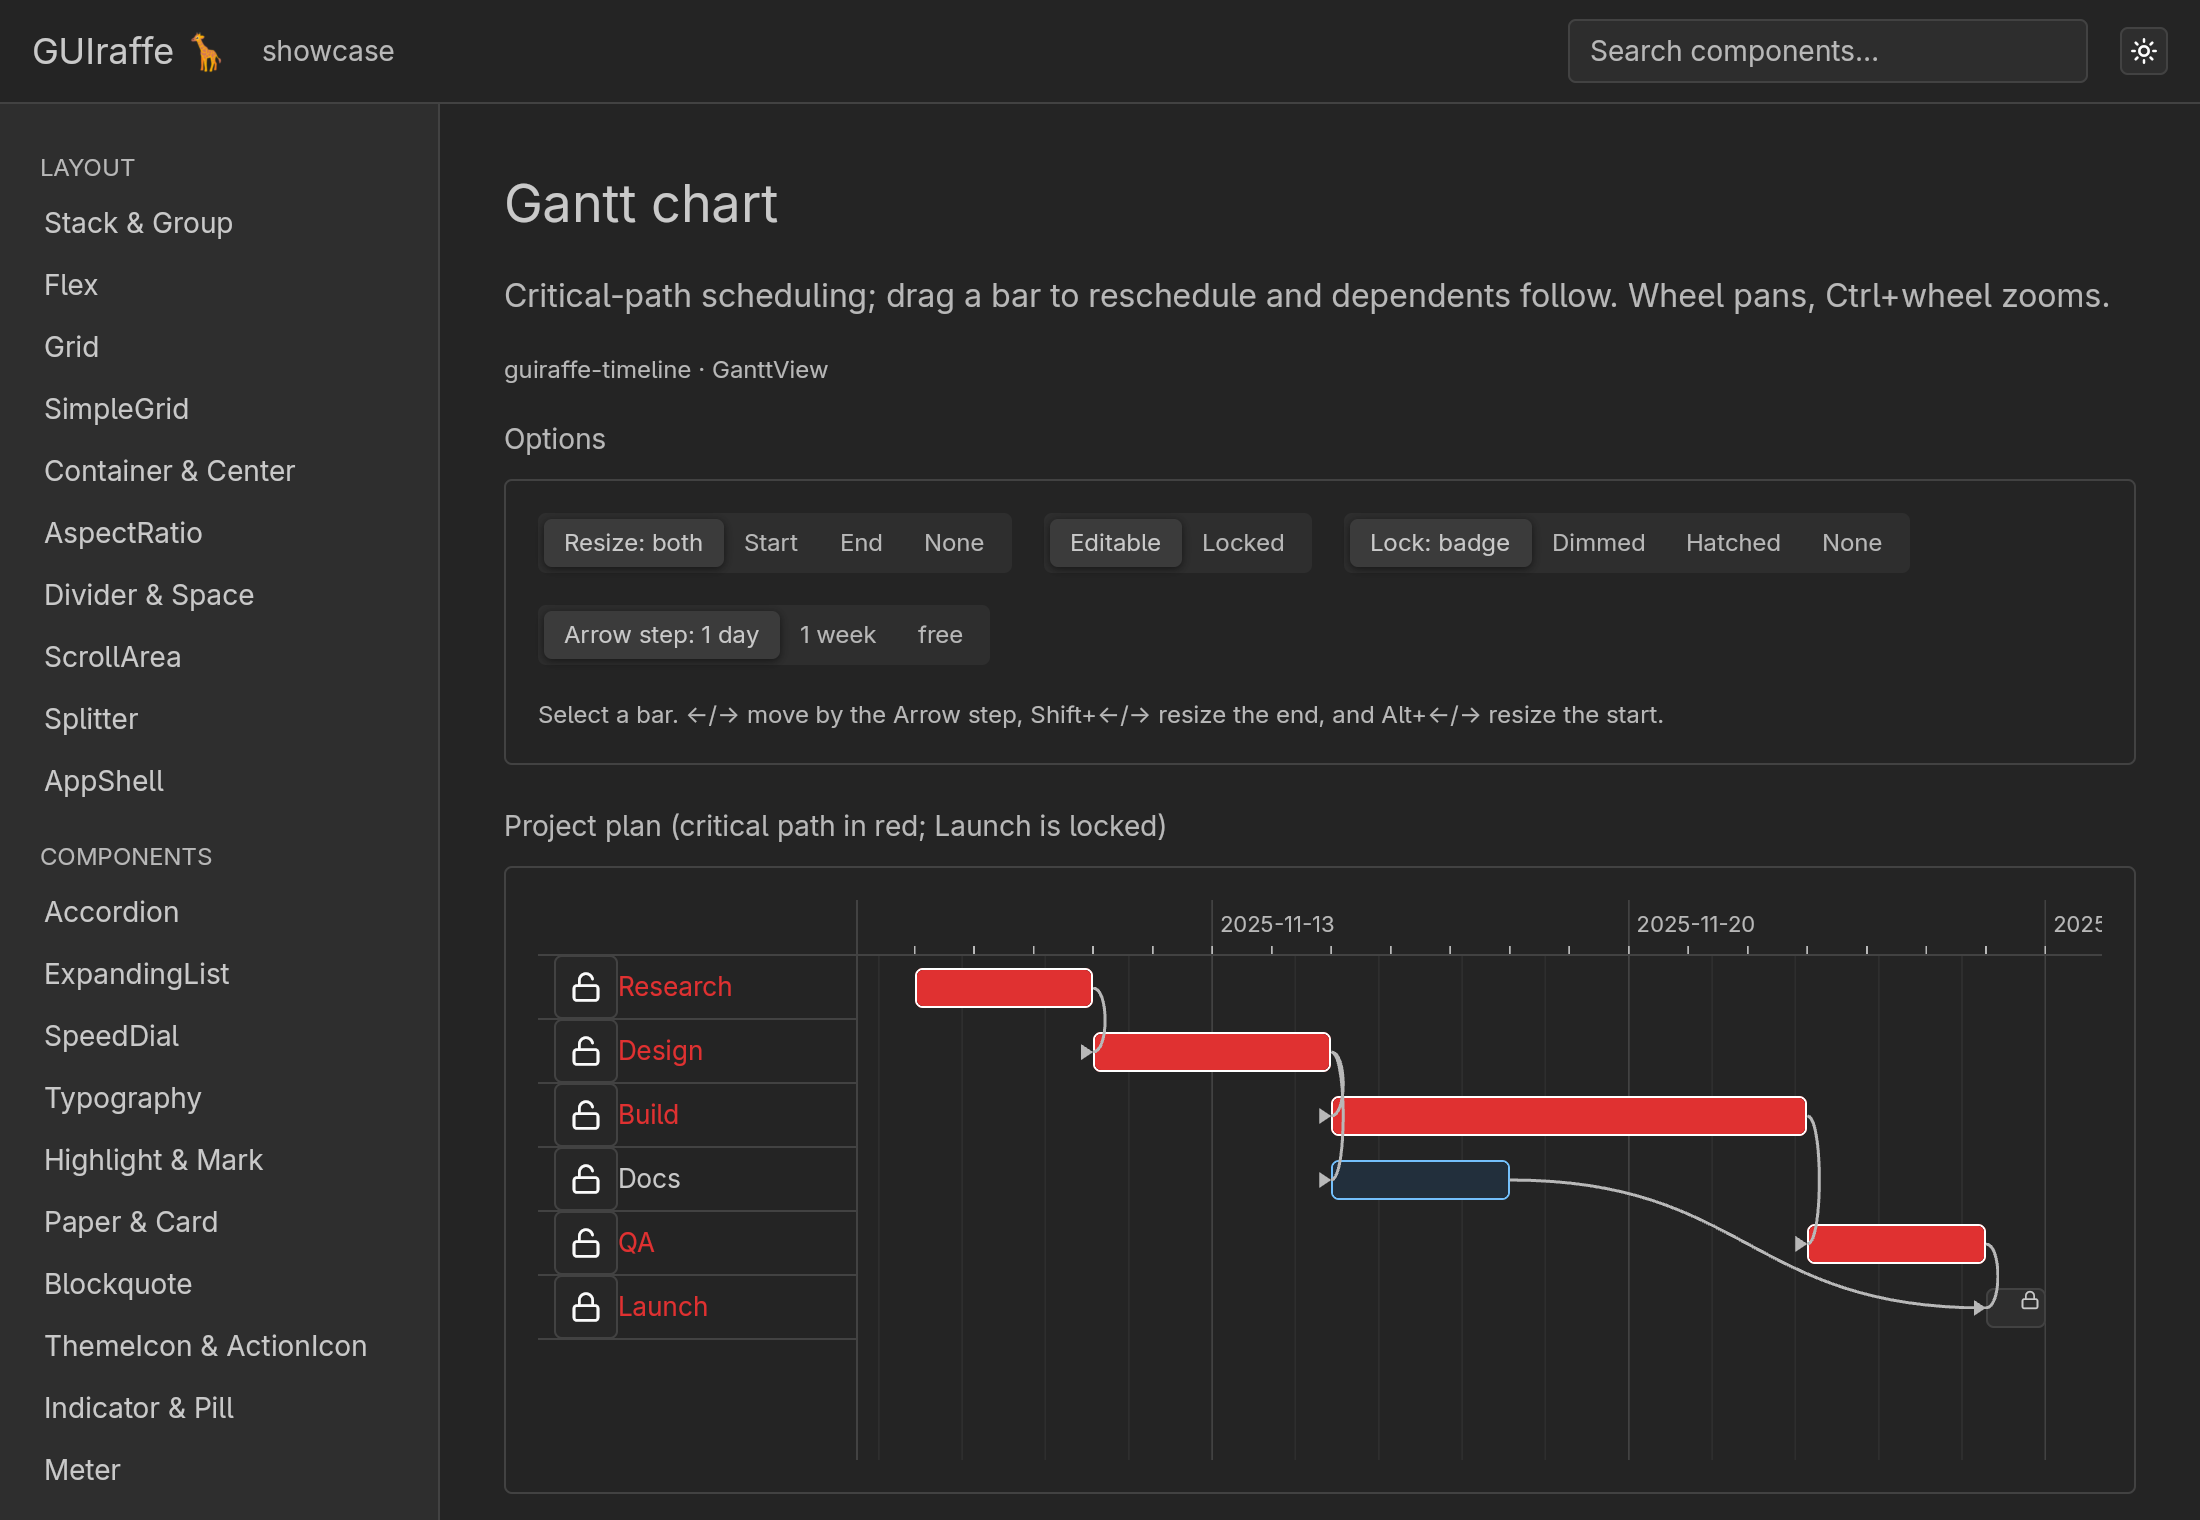 GUIraffe 🦒 showcase
Search components...
LAYOUT
Stack & Group
Flex
Grid
SimpleGrid
Container & Center
AspectRatio
Divider & Space
ScrollArea
Splitter
AppShell
COMPONENTS
Accordion
ExpandingList
SpeedDial
Typography
Highlight & Mark
Paper & Card
Blockquote
ThemeIcon & ActionIcon
Indicator & Pill
Meter
Gantt chart
Critical-path scheduling; drag a bar to reschedule and dependents follow. Wheel pans, Ctrl+wheel zooms.
guiraffe-timeline · GanttView
Options
Resize: both Start End None Editable Locked Lock: badge Dimmed Hatched None
Arrow step: 1 day 1 week free
Select a bar. ←/→ move by the Arrow step, Shift+←/→ resize the end, and Alt+←/→ resize the start.
Project plan (critical path in red; Launch is locked)
2025-11-13 2025-11-20 2025
Research
Design
Build
Docs
QA
Launch